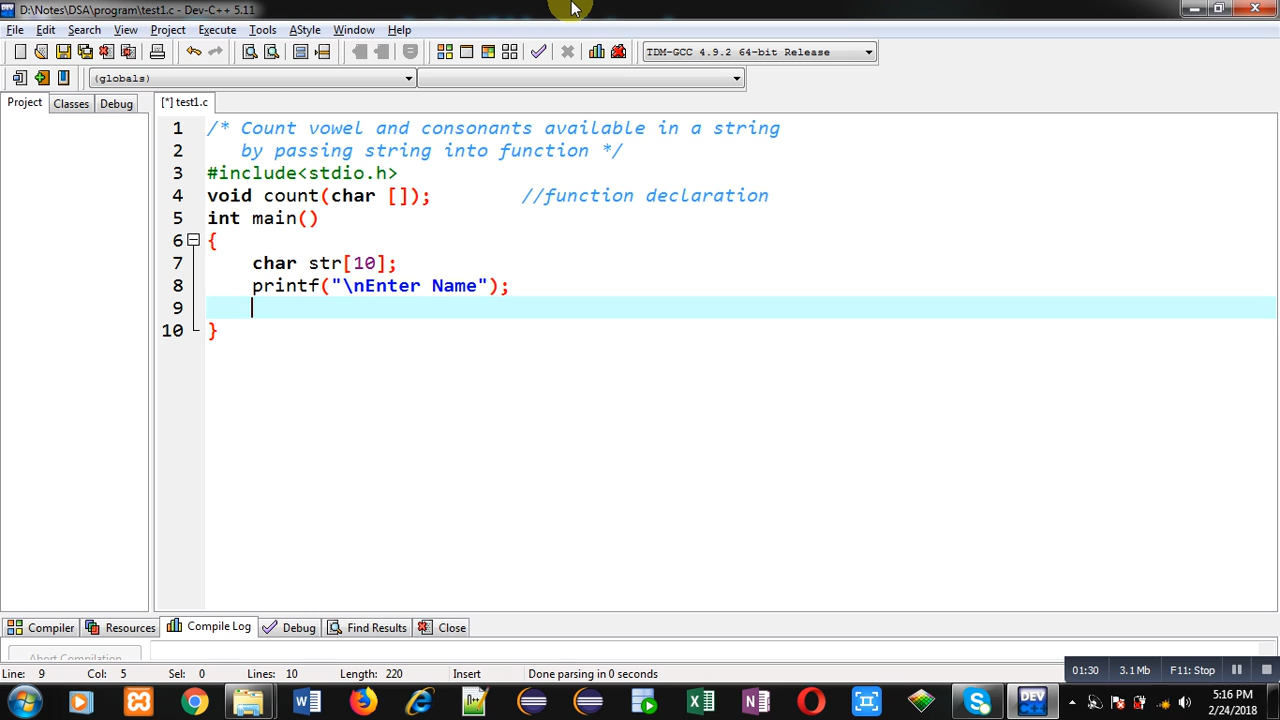 D:\Notes\DSA\program\test1.c - Dev-C++ 5.11
File Edit Search View Project Execute Tools AStyle Window Help
TDM-GCC 4.9.2 64-bit Release
(globals)
Project Classes Debug [*] test1.c
1 /* Count vowel and consonants available in a string
2 by passing string into function */
3 #include<stdio.h>
4 void count(char []); //function declaration
5 int main()
6 {
7 char str[10];
8 printf("\nEnter Name");
9
10 }
Compiler Resources Compile Log Debug Find Results Close
Abort Compilation
Line: 9 Col: 5 Sel: 0 Lines: 10 Length: 220 Insert Done parsing in 0 seconds
01:30 3.1 Mb F11: Stop
DEV
5:16 PM
2/24/2018